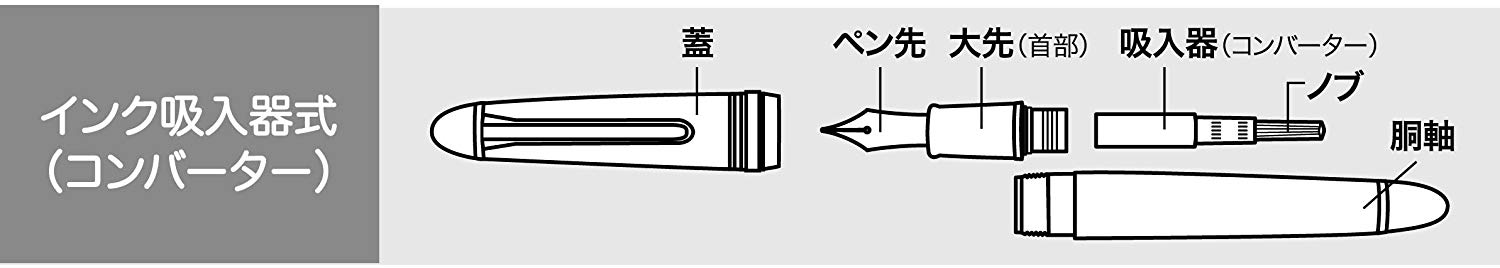 インク吸入器式
（コンバーター）
蓋
ペン先
大先（首部）
吸入器（コンバーター）
ノブ
胴軸